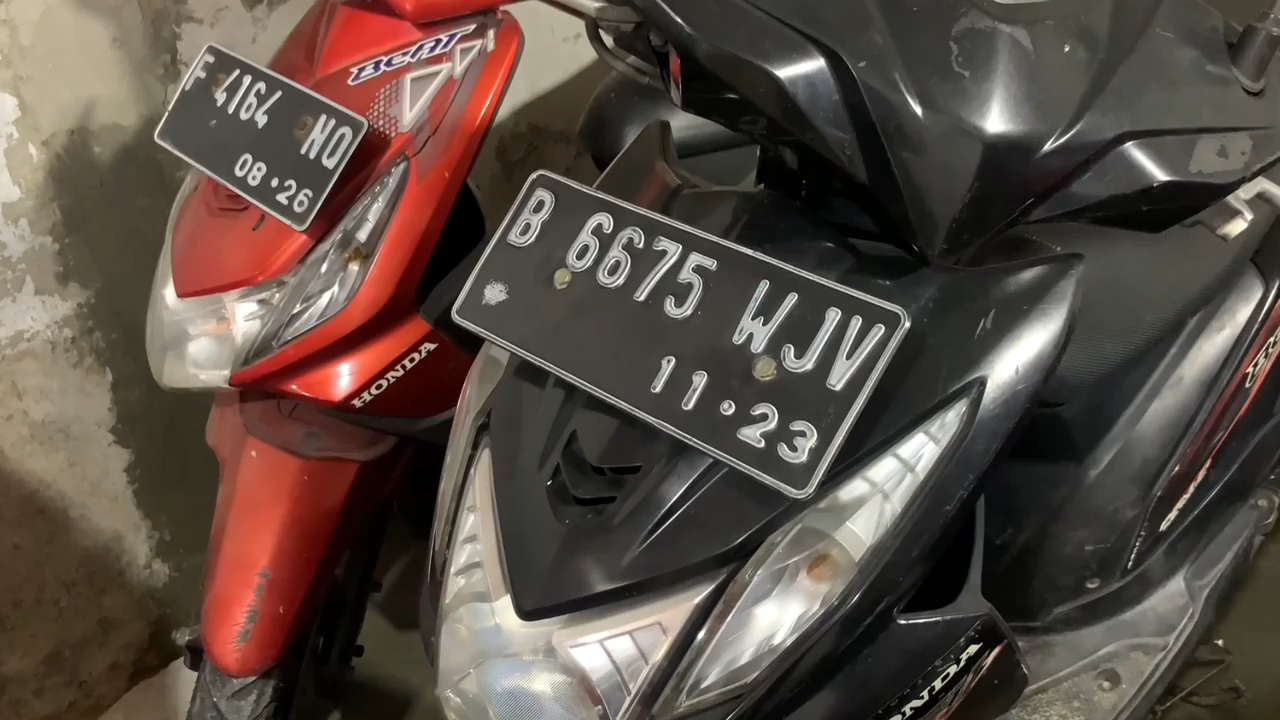 BeAT
F 4164 NQ
08•26
HONDA
B 6675 WJV
11•23
HONDA